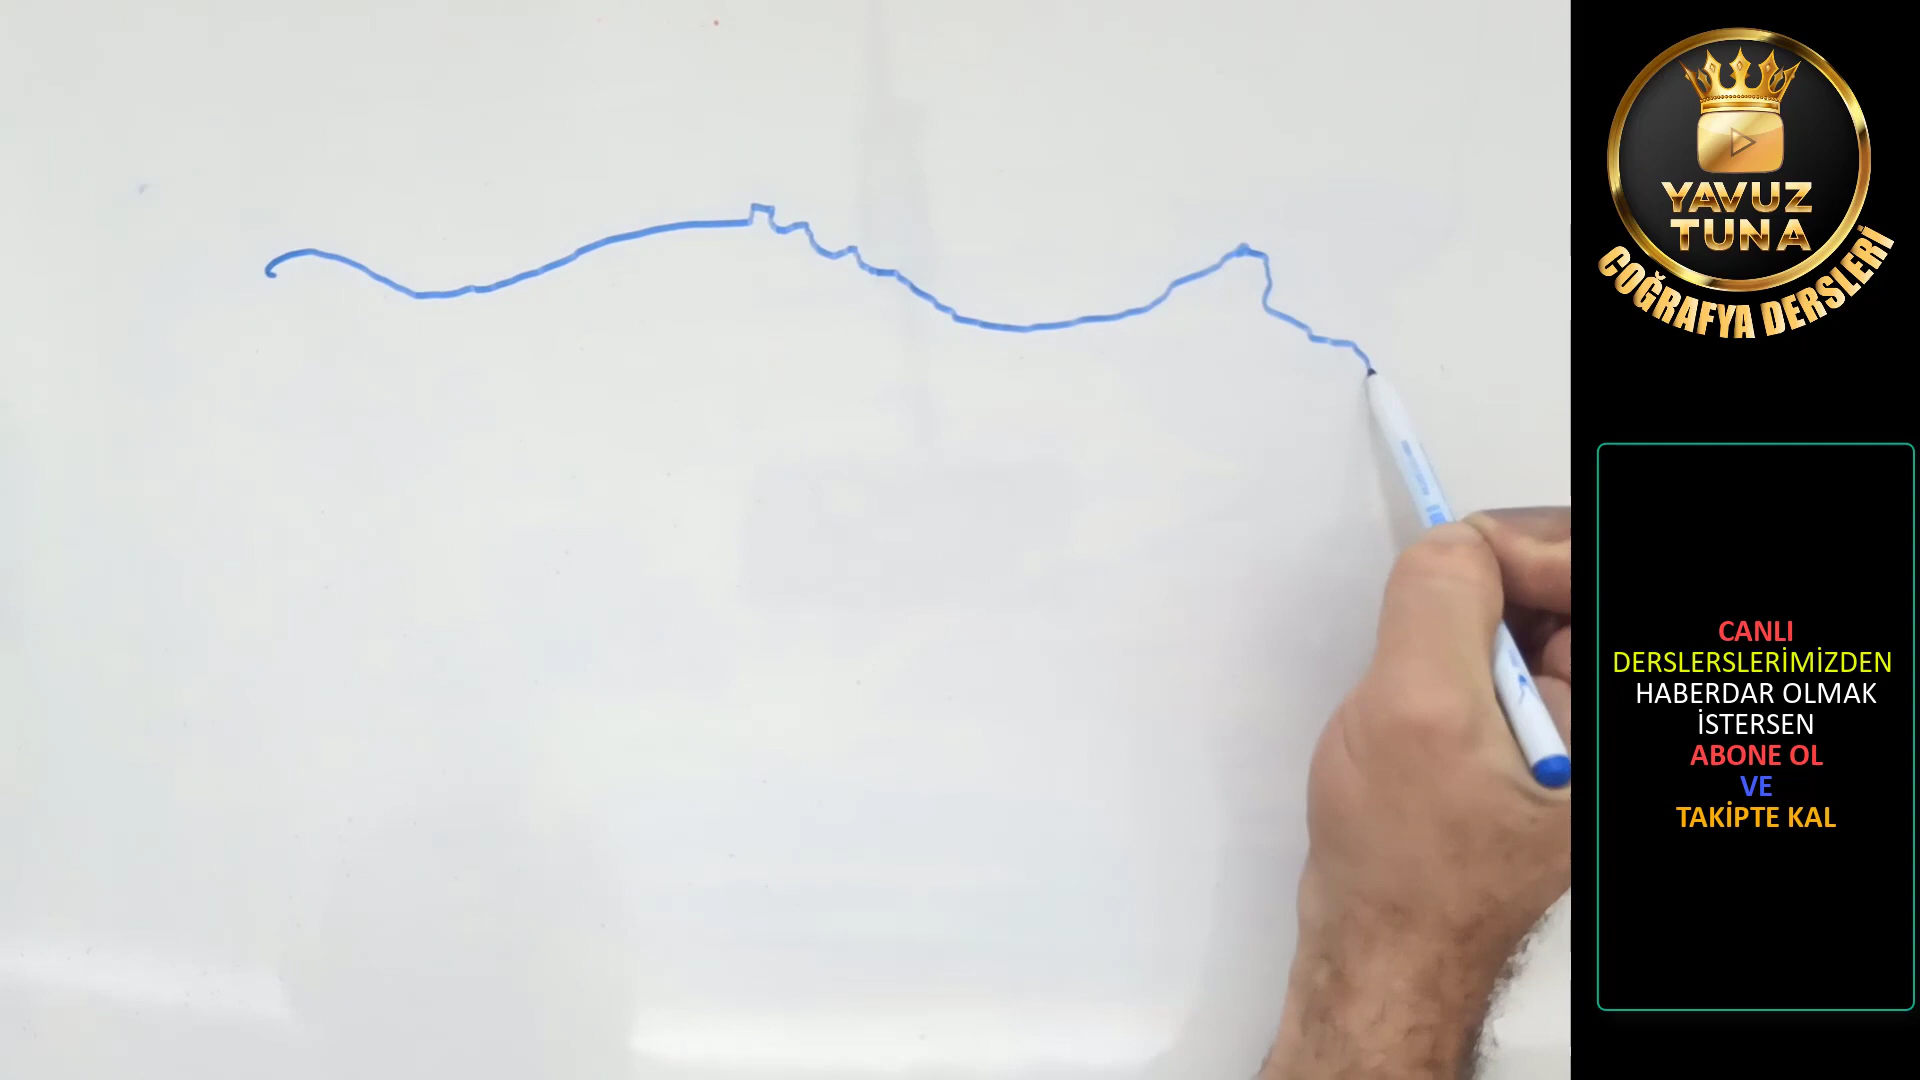 YAVUZ
TUNA
COĞRAFYA DERSLERİ
CANLI
DERSLERSLERİMİZDEN
HABERDAR OLMAK
İSTERSEN
ABONE OL
VE
TAKİPTE KAL